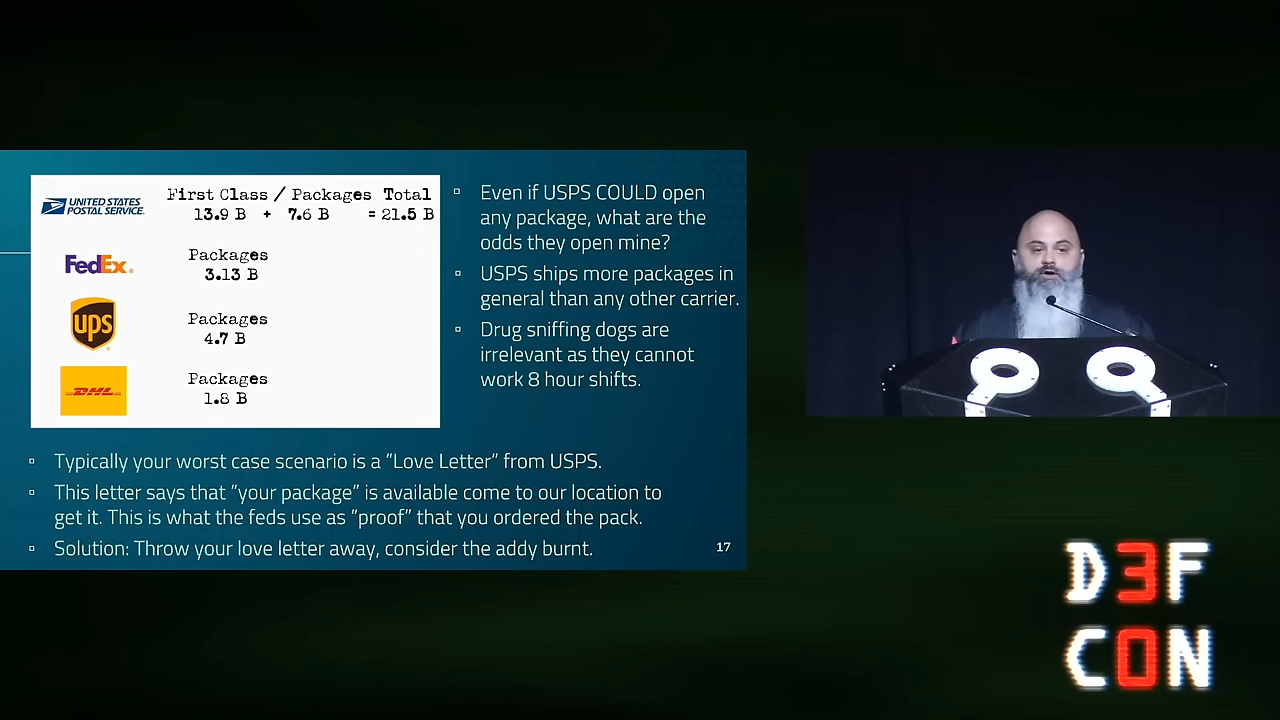 UNITED STATES
POSTAL SERVICE.
First Class / Packages Total
13.9 B + 7.6 B = 21.5 B
FedEx.
Packages
3.13 B
ups
Packages
4.7 B
DHL
Packages
1.8 B
▫ Even if USPS COULD open
any package, what are the
odds they open mine?
▫ USPS ships more packages in
general than any other carrier.
▫ Drug sniffing dogs are
irrelevant as they cannot
work 8 hour shifts.
▫ Typically your worst case scenario is a "Love Letter" from USPS.
▫ This letter says that "your package" is available come to our location to
get it. This is what the feds use as "proof" that you ordered the pack.
▫ Solution: Throw your love letter away, consider the addy burnt.
17
D3F
C0N